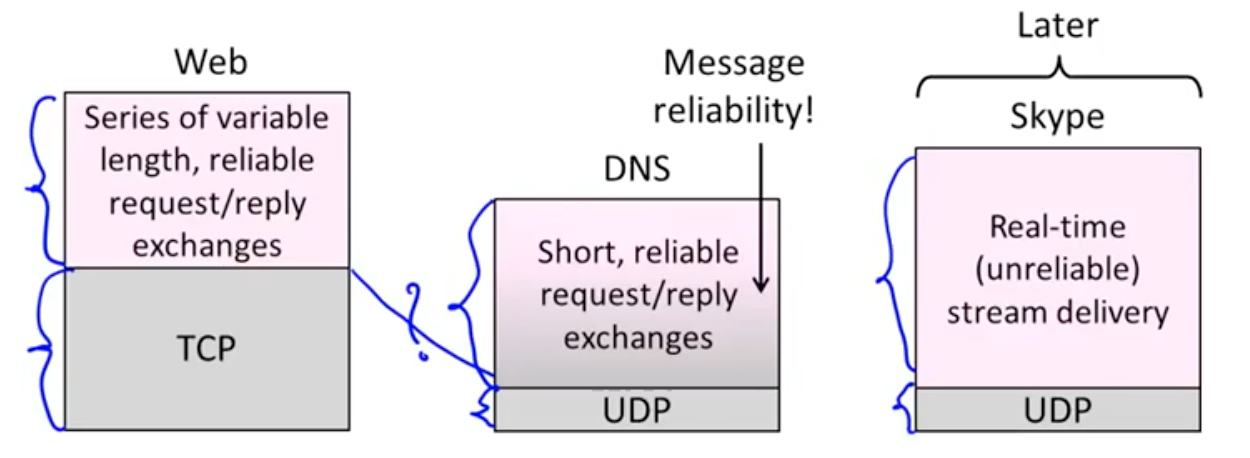 Web
Series of variable
length, reliable
request/reply
exchanges
TCP
?
Message
reliability!
DNS
Short, reliable
request/reply
exchanges
UDP
Later
Skype
Real-time
(unreliable)
stream delivery
UDP